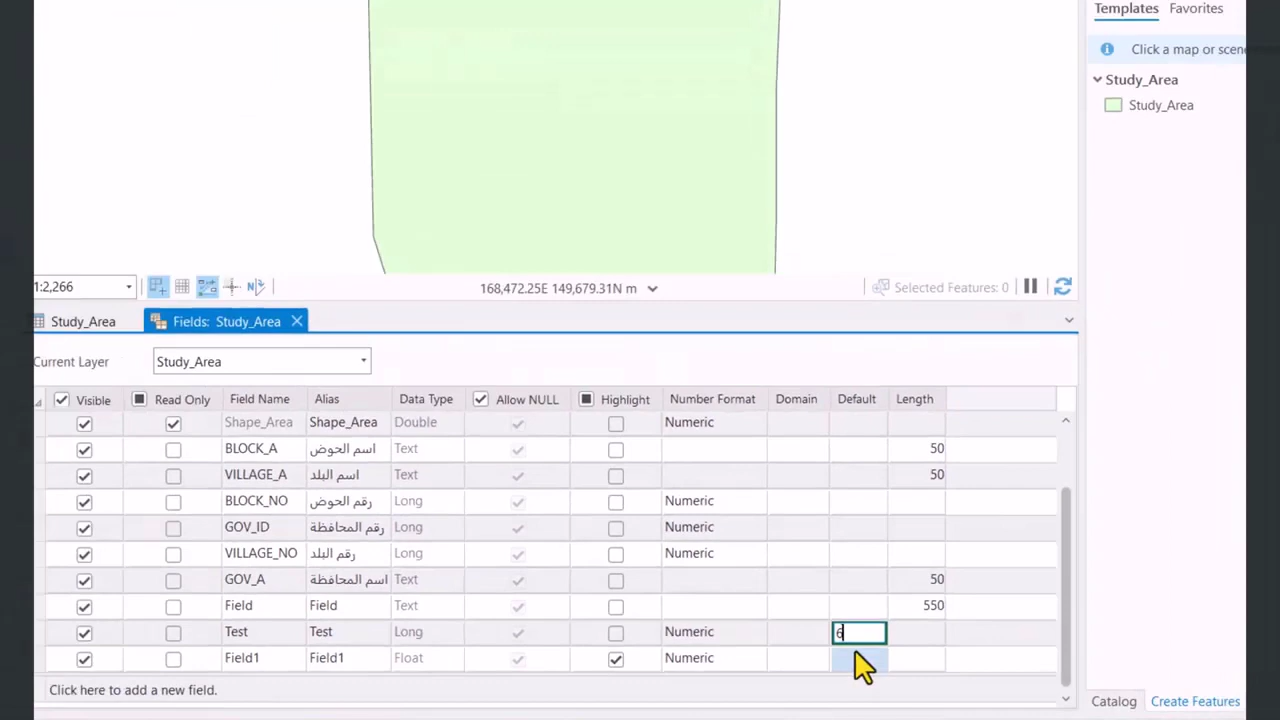 Templates Favorites
Click a map or scene
Study_Area
Study_Area
1:2,266
168,472.25E 149,679.31N m
Selected Features: 0
Study_Area
Fields: Study_Area
Current Layer
Study_Area
Visible Read Only Field Name Alias Data Type Allow NULL Highlight Number Format Domain Default Length
Shape_Area Shape_Area Double Numeric
BLOCK_A اسم الحوض Text 50
VILLAGE_A اسم البلد Text 50
BLOCK_NO رقم الحوض Long Numeric
GOV_ID رقم المحافظة Long Numeric
VILLAGE_NO رقم البلد Long Numeric
GOV_A اسم المحافظة Text 50
Field Field Text 550
Test Test Long Numeric 6
Field1 Field1 Float Numeric
Click here to add a new field.
Catalog Create Features